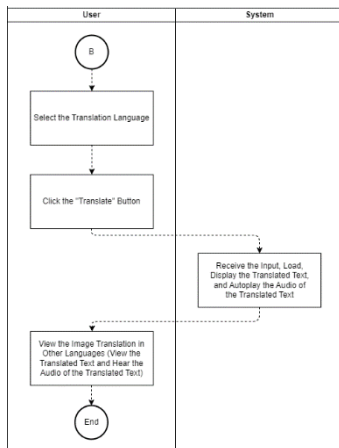 User
System
B
Select the Translation Language
Click the "Translate" Button
Receive the Input, Load,
Display the Translated Text,
and Autoplay the Audio of
the Translated Text
View the Image Translation in
Other Languages (View the
Translated Text and Hear the
Audio of the Translated Text)
End